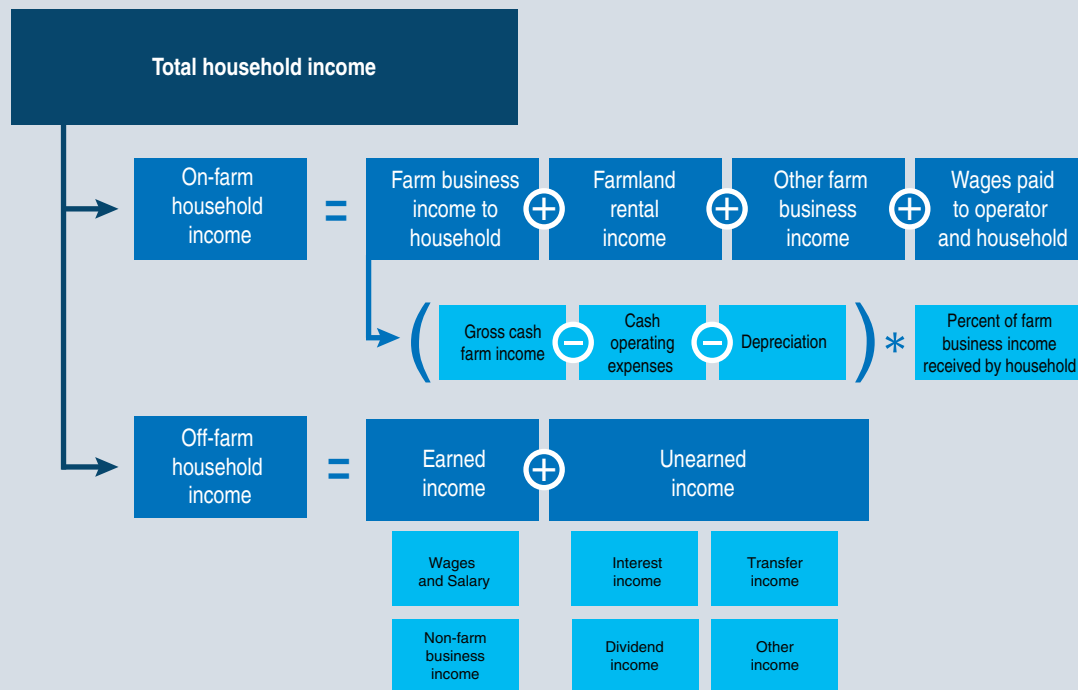 Total household income
On-farm
household
income
=
Farm business
income to
household
+
Farmland
rental
income
+
Other farm
business
income
+
Wages paid
to operator
and household
(
Gross cash
farm income
−
Cash
operating
expenses
−
Depreciation
)
*
Percent of farm
business income
received by household
Off-farm
household
income
=
Earned
income
+
Unearned
income
Wages
and Salary
Interest
income
Transfer
income
Non-farm
business
income
Dividend
income
Other
income